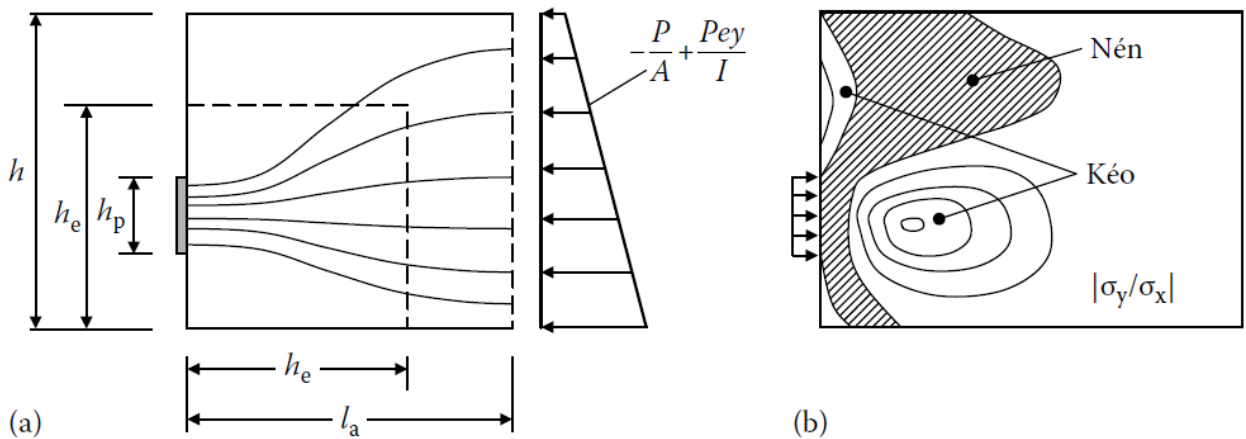 h
h_e
h_p
-P/A + Pey/I
h_e
l_a
(a)
Nén
Kéo
|σ_y/σ_x|
(b)